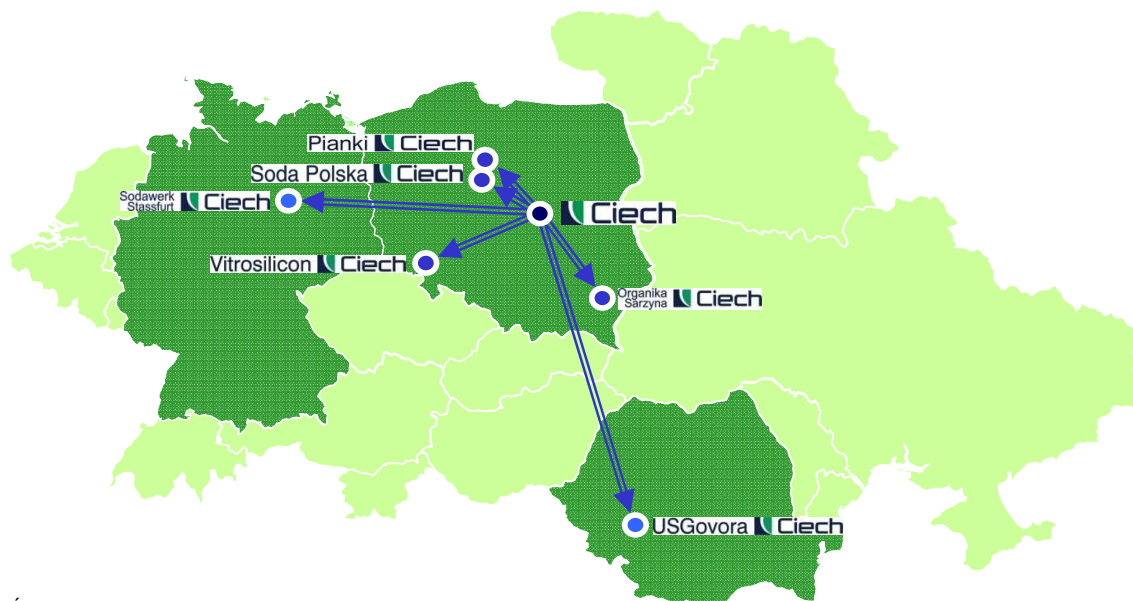 Pianki Ciech
Soda Polska Ciech
Sodawerk
Stassfurt Ciech
Ciech
Vitrosilicon Ciech
Organika
Sarzyna Ciech
USGovora Ciech